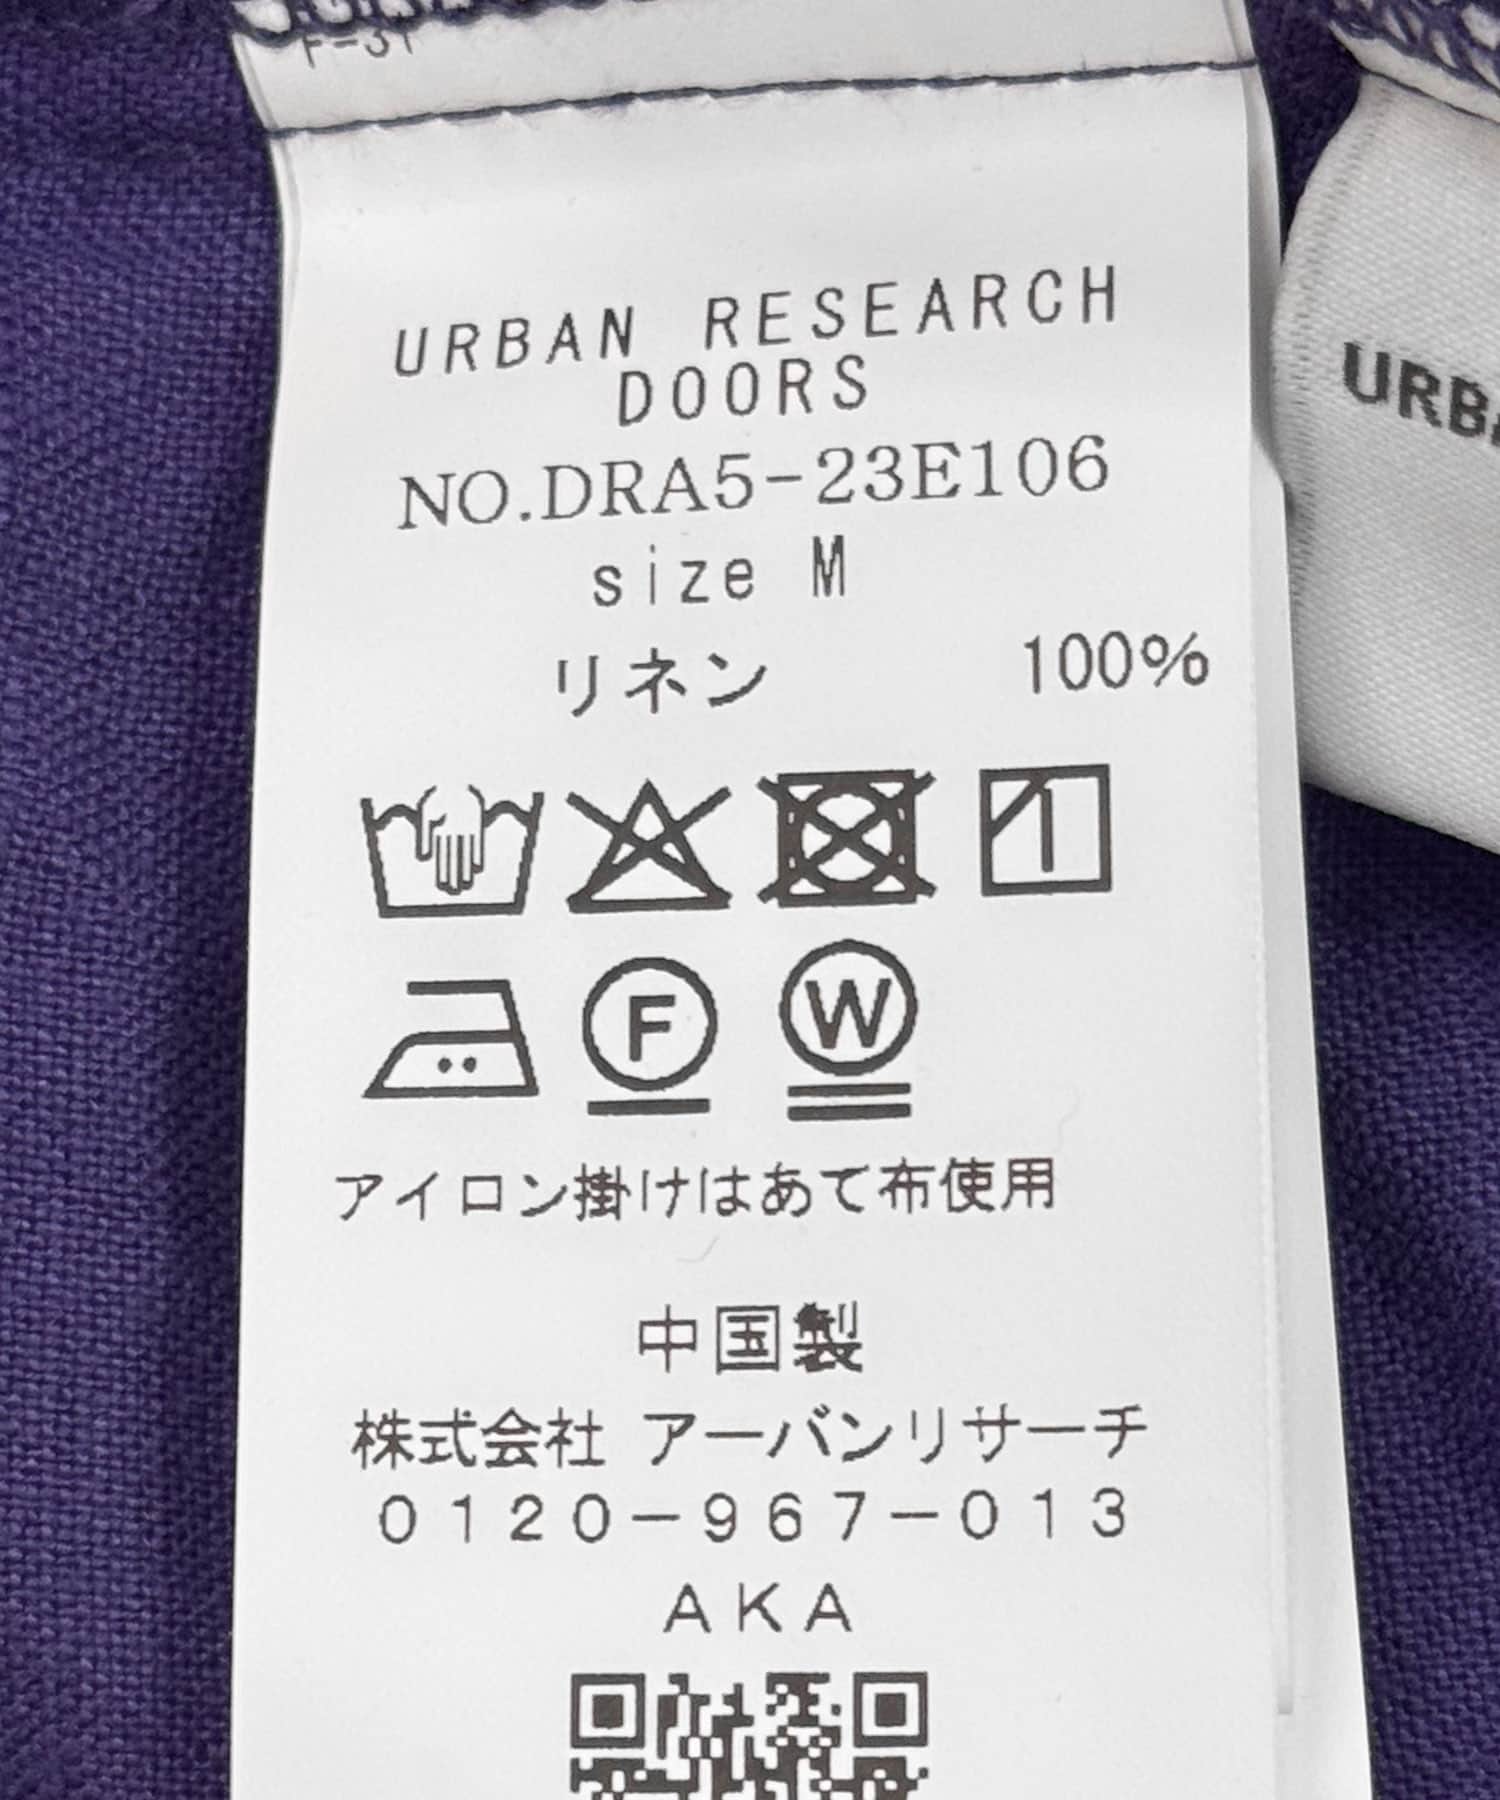 URBAN RESEARCH
DOORS
NO.DRA5-23E106
size M
リネン 100%
1
F
W
アイロン掛けはあて布使用
中国製
株式会社 アーバンリサーチ
0120-967-013
AKA